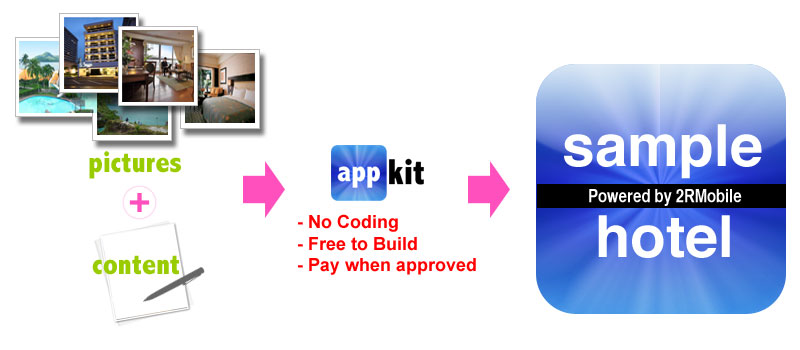 pictures
+
content
app kit
- No Coding
- Free to Build
- Pay when approved
sample
Powered by 2RMobile
hotel